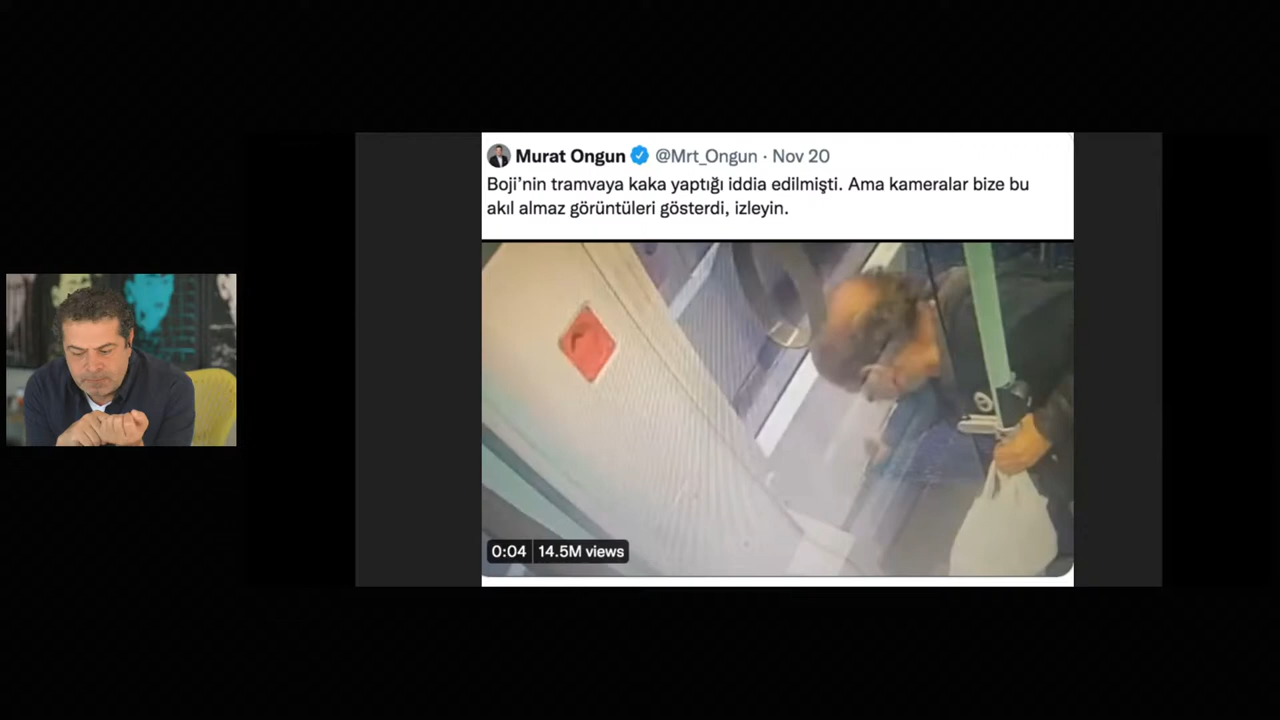 Murat Ongun @Mrt_Ongun · Nov 20
Boji’nin tramvaya kaka yaptığı iddia edilmişti. Ama kameralar bize bu
akıl almaz görüntüleri gösterdi, izleyin.
0:04 14.5M views